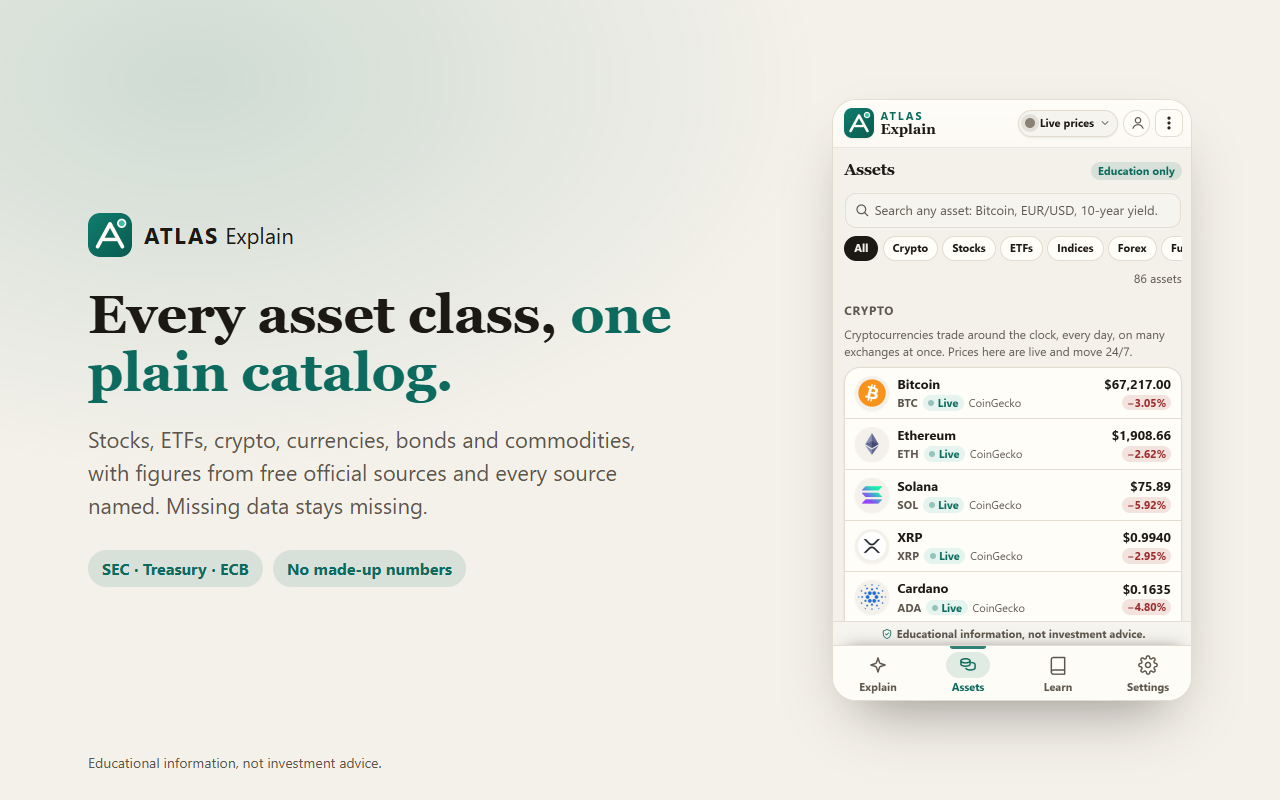 ATLAS Explain
Every asset class, one
plain catalog.
Stocks, ETFs, crypto, currencies, bonds and commodities,
with figures from free official sources and every source
named. Missing data stays missing.
SEC · Treasury · ECB
No made-up numbers
Educational information, not investment advice.
ATLAS
Explain
Live prices
Assets
Education only
Search any asset: Bitcoin, EUR/USD, 10-year yield.
All
Crypto
Stocks
ETFs
Indices
Forex
Fu
86 assets
CRYPTO
Cryptocurrencies trade around the clock, every day, on many
exchanges at once. Prices here are live and move 24/7.
Bitcoin $67,217.00
BTC Live CoinGecko −3.05%
Ethereum $1,908.66
ETH Live CoinGecko −2.62%
Solana $75.89
SOL Live CoinGecko −5.92%
XRP $0.9940
XRP Live CoinGecko −2.95%
Cardano $0.1635
ADA Live CoinGecko −4.80%
Educational information, not investment advice.
Explain
Assets
Learn
Settings